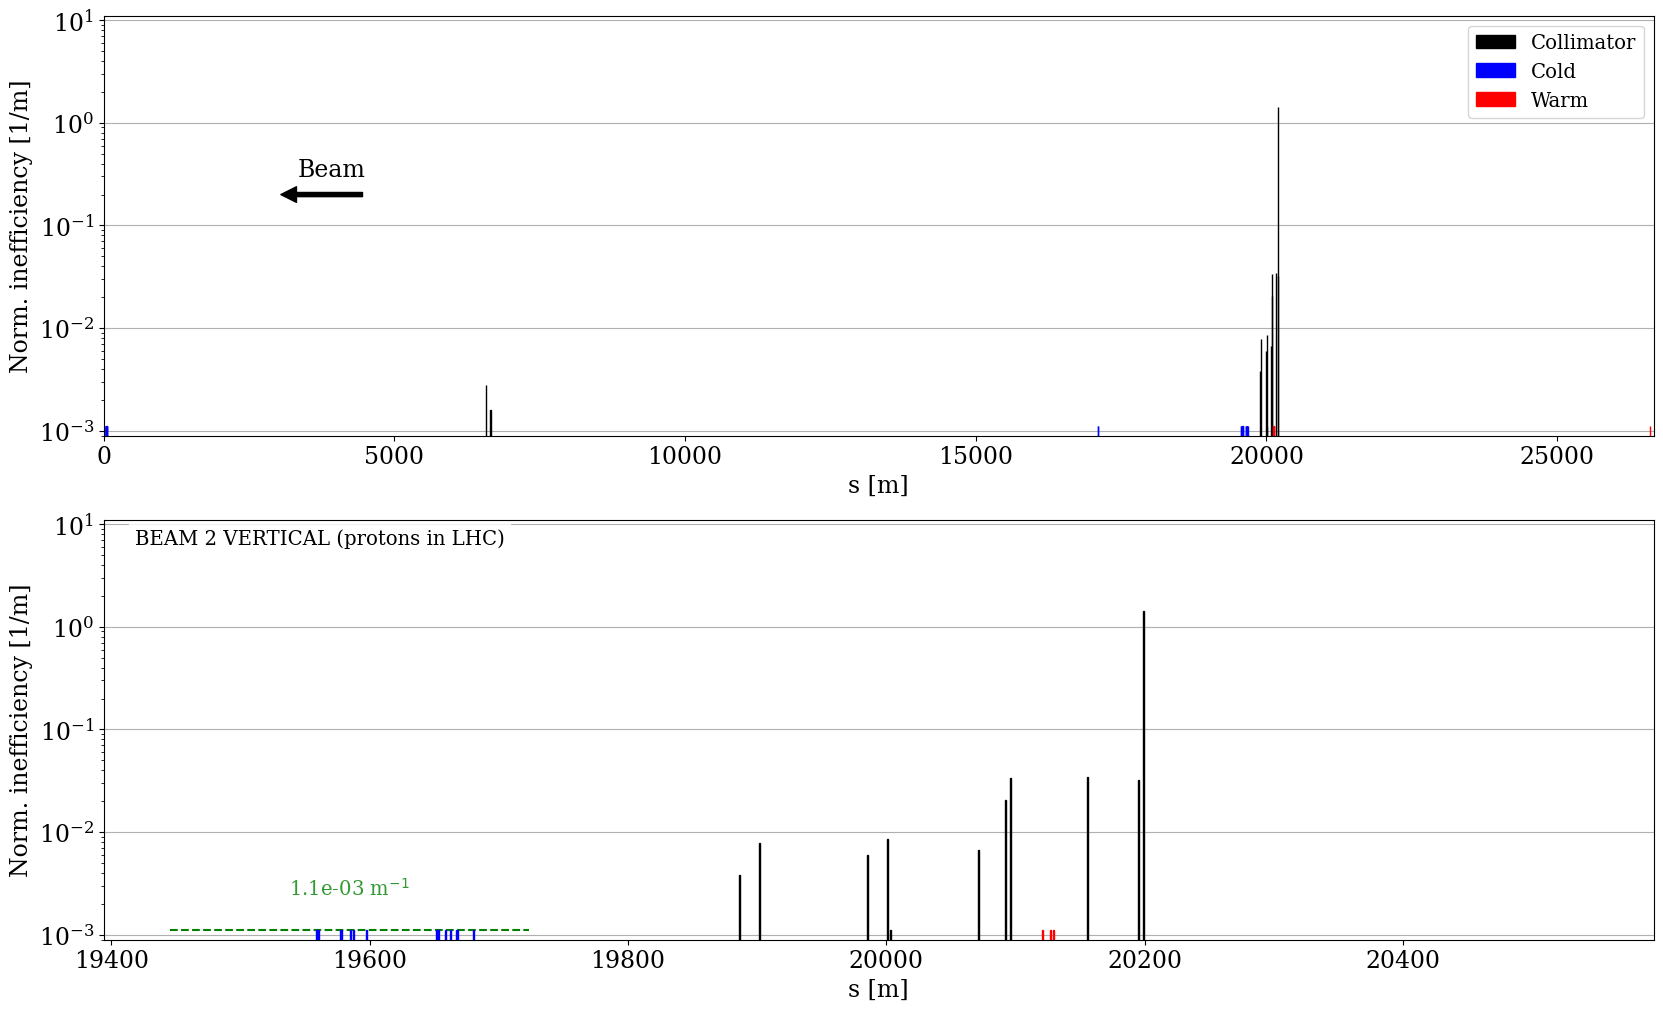 10¹
10⁰
10⁻¹
10⁻²
10⁻³
Norm. inefficiency [1/m]
Collimator
Cold
Warm
Beam
0 5000 10000 15000 20000 25000
s [m]
10¹
10⁰
10⁻¹
10⁻²
10⁻³
Norm. inefficiency [1/m]
BEAM 2 VERTICAL (protons in LHC)
1.1e-03 m⁻¹
19400 19600 19800 20000 20200 20400
s [m]